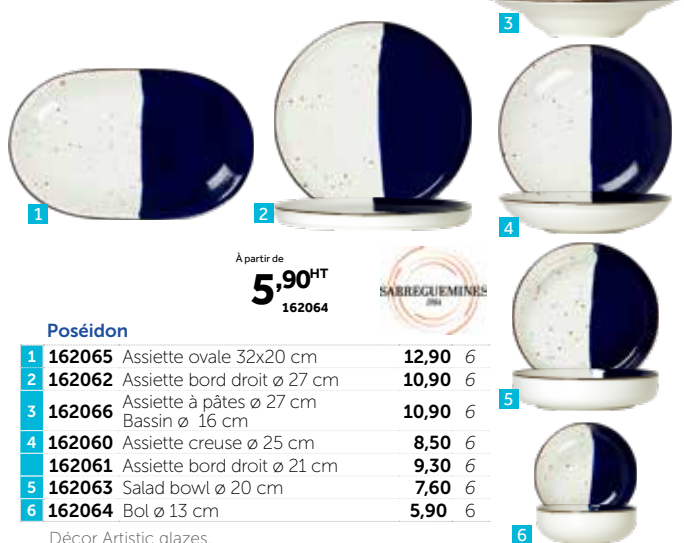 3
1
2
4
À partir de
5,90HT
162064
SARREGUEMINES
5
Poséidon
1 162065 Assiette ovale 32x20 cm 12,90 6
2 162062 Assiette bord droit ø 27 cm 10,90 6
3 162066 Assiette à pâtes ø 27 cm
Bassin ø 16 cm 10,90 6
4 162060 Assiette creuse ø 25 cm 8,50 6
162061 Assiette bord droit ø 21 cm 9,30 6
5 162063 Salad bowl ø 20 cm 7,60 6
6 162064 Bol ø 13 cm 5,90 6
6
Décor Artistic glazes.